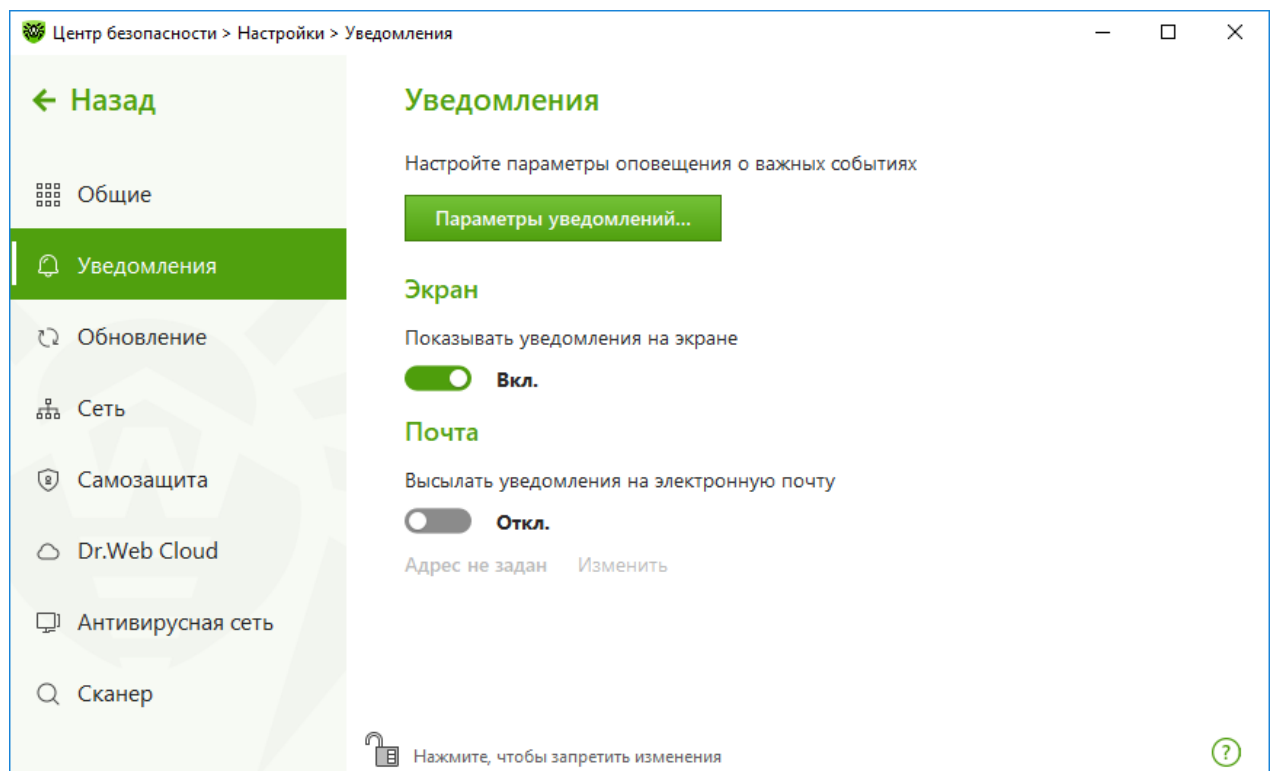 Центр безопасности > Настройки > Уведомления
Назад
Общие
Уведомления
Обновление
Сеть
Самозащита
Dr.Web Cloud
Антивирусная сеть
Сканер
Уведомления
Настройте параметры оповещения о важных событиях
Параметры уведомлений...
Экран
Показывать уведомления на экране
Вкл.
Почта
Высылать уведомления на электронную почту
Откл.
Адрес не задан Изменить
Нажмите, чтобы запретить изменения
?